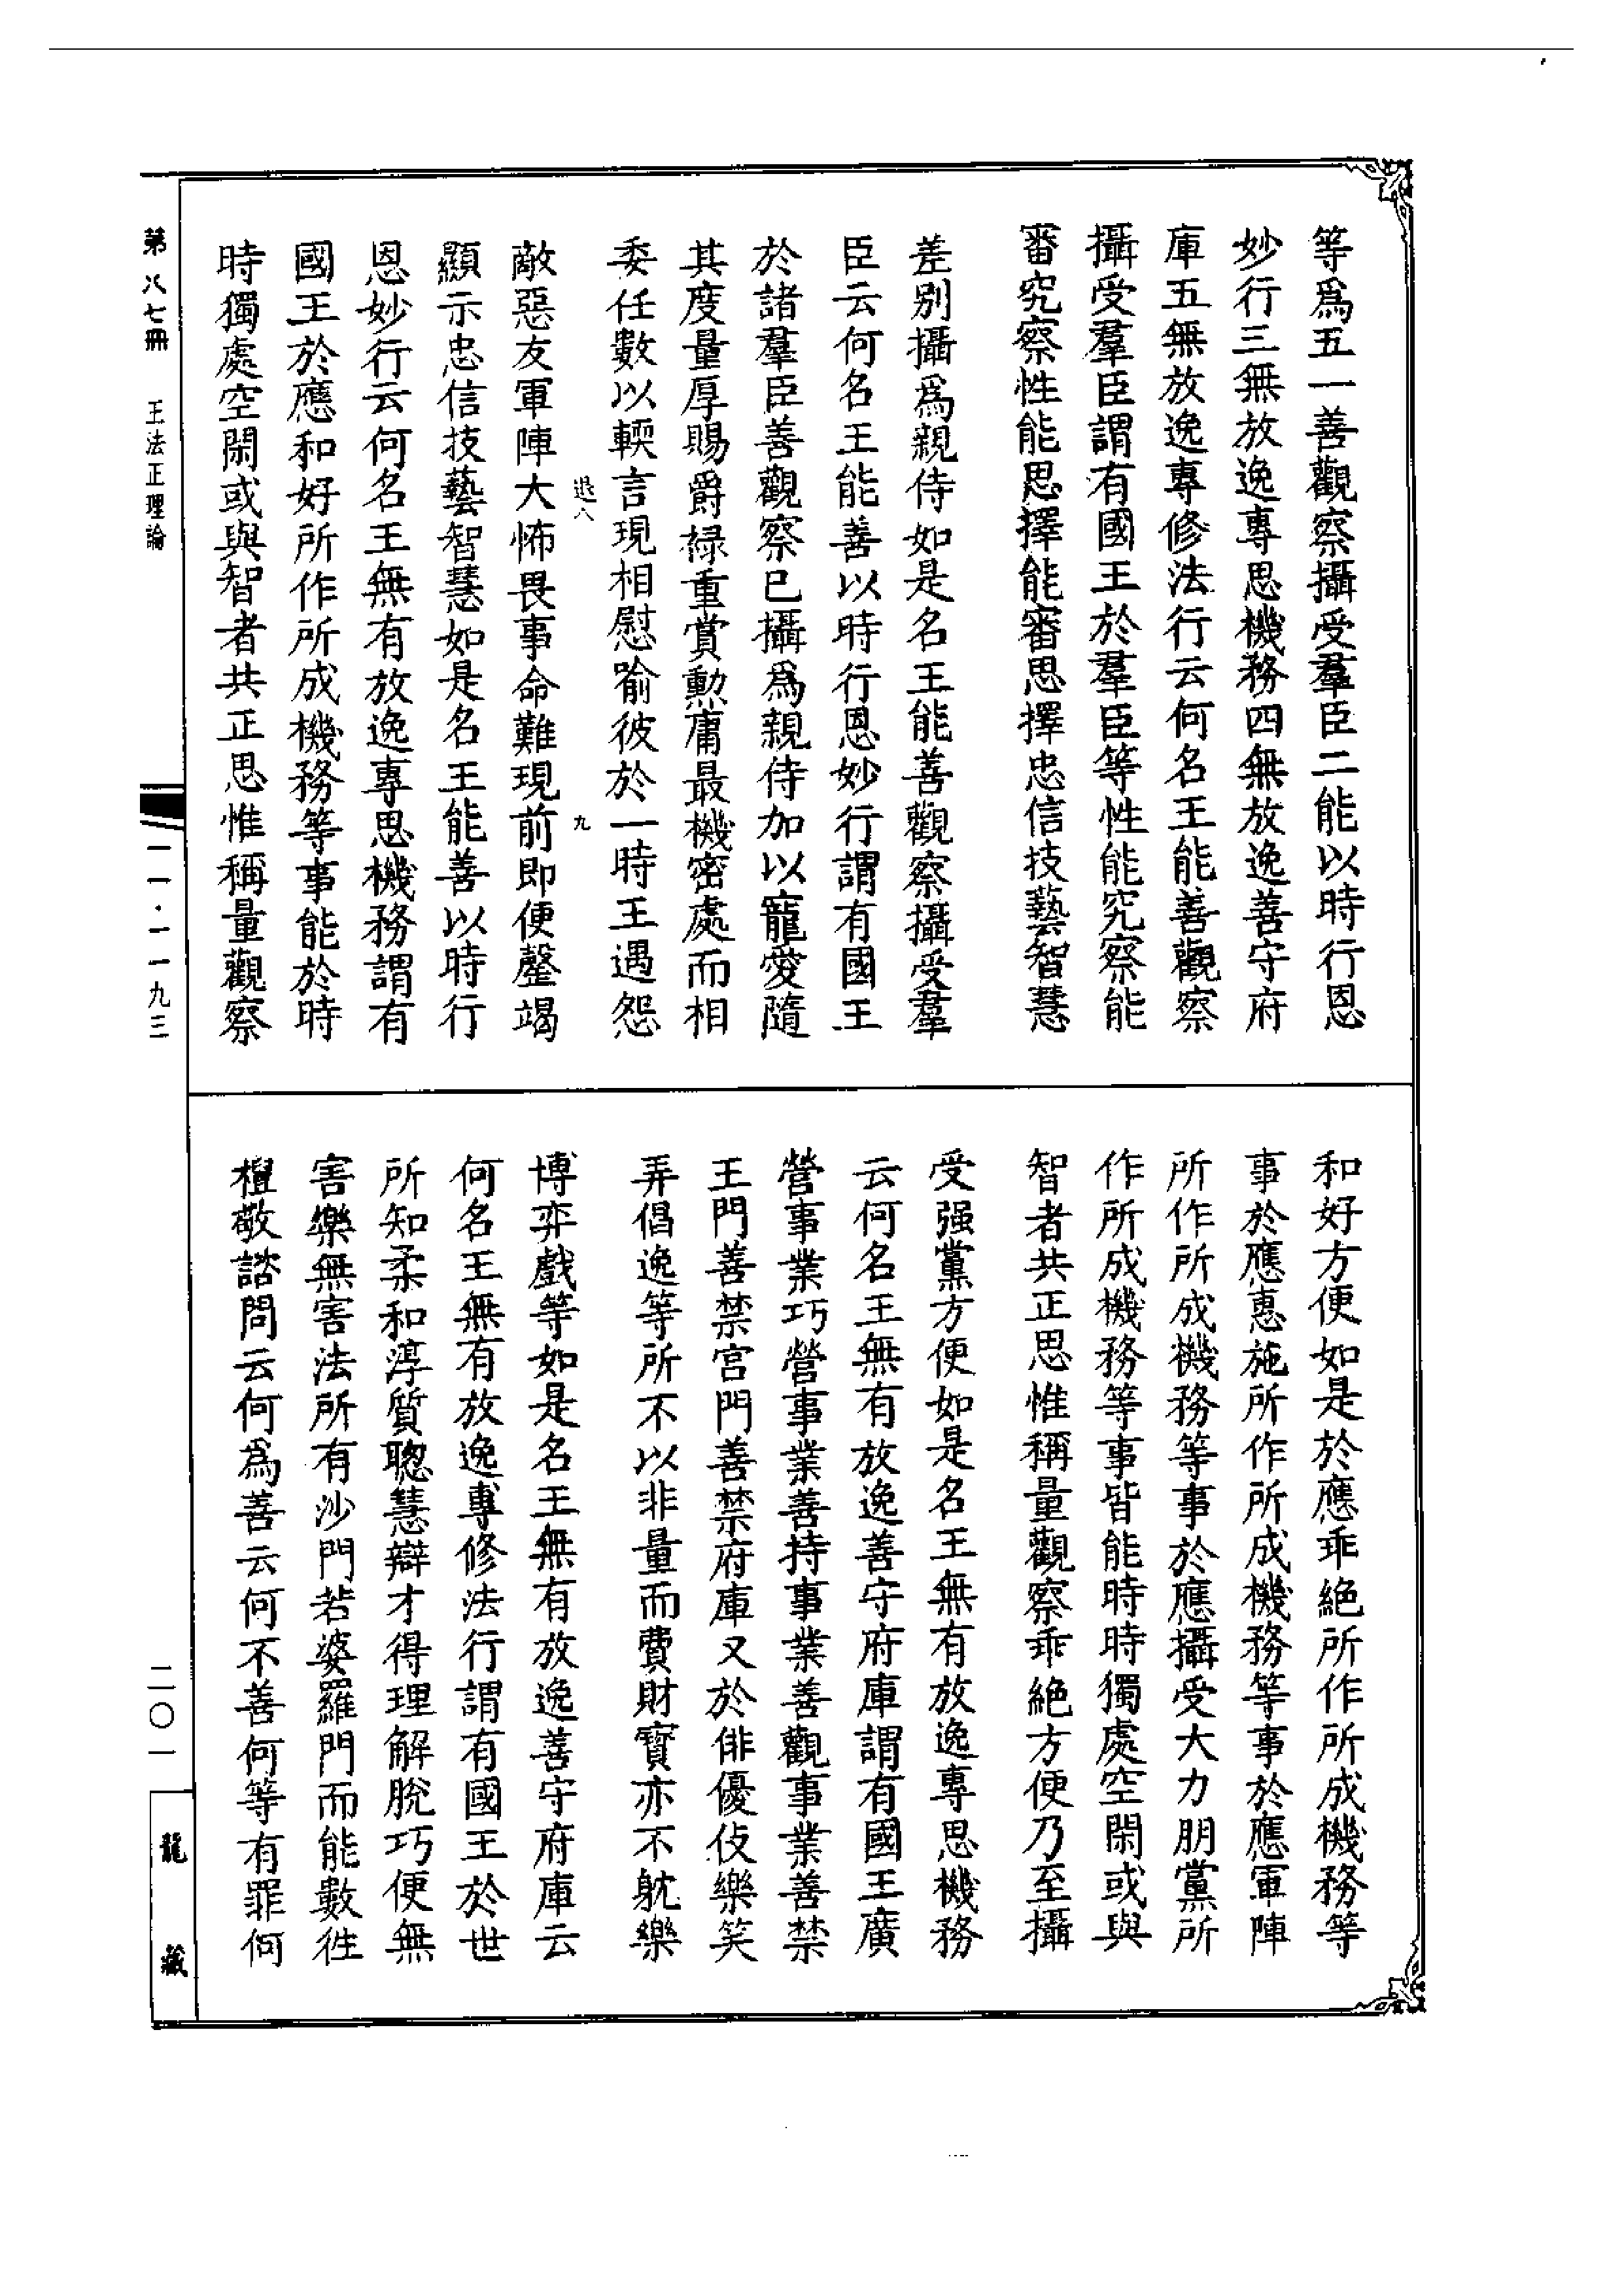 等爲五一善觀察攝受羣臣二能以時行恩
妙行三無放逸專思機務四無放逸善守府
庫五無放逸專修法行云何名王能善觀察
攝受羣臣謂有國王於羣臣等性能究察能
審究察性能思擇能審思擇忠信技藝智慧
差别攝爲親侍如是名王能善觀察攝受羣
臣云何名王能善以時行恩妙行謂有國王
於諸羣臣善觀察已攝爲親侍加以寵愛隨
其度量厚賜爵祿重賞勲庸最機密處而相
委任數以輭言現相慰喻彼於一時王遇怨
退八
九
敵惡友軍陣大怖畏事命難現前即便罄竭
顯示忠信技藝智慧如是名王能善以時行
恩妙行云何名王無有放逸專思機務謂有
國王於應和好所作所成機務等事能於時
時獨處空閑或與智者共正思惟稱量觀察
和好方便如是於應乖絶所作所成機務等
事於應惠施所作所成機務等事於應軍陣
所作所成機務等事於應攝受大力朋黨所
作所成機務等事皆能時時獨處空閑或與
智者共正思惟稱量觀察乖絶方便乃至攝
受强黨方便如是名王無有放逸專思機務
云何名王無有放逸善守府庫謂有國王廣
營事業巧營事業善持事業善觀事業善禁
王門善禁宫門善禁府庫又於俳優伎樂笑
弄倡逸等所不以非量而費財寳亦不躭樂
博弈戲等如是名王無有放逸善守府庫云
何名王無有放逸專修法行謂有國王於世
所知柔和淳質聰慧辯才得理解脱巧便無
害樂無害法所有沙門若婆羅門而能數往
禮敬諮問云何爲善云何不善何等有罪何
第八七冊　王法正理論
一一·一一九三
二〇一
龍藏